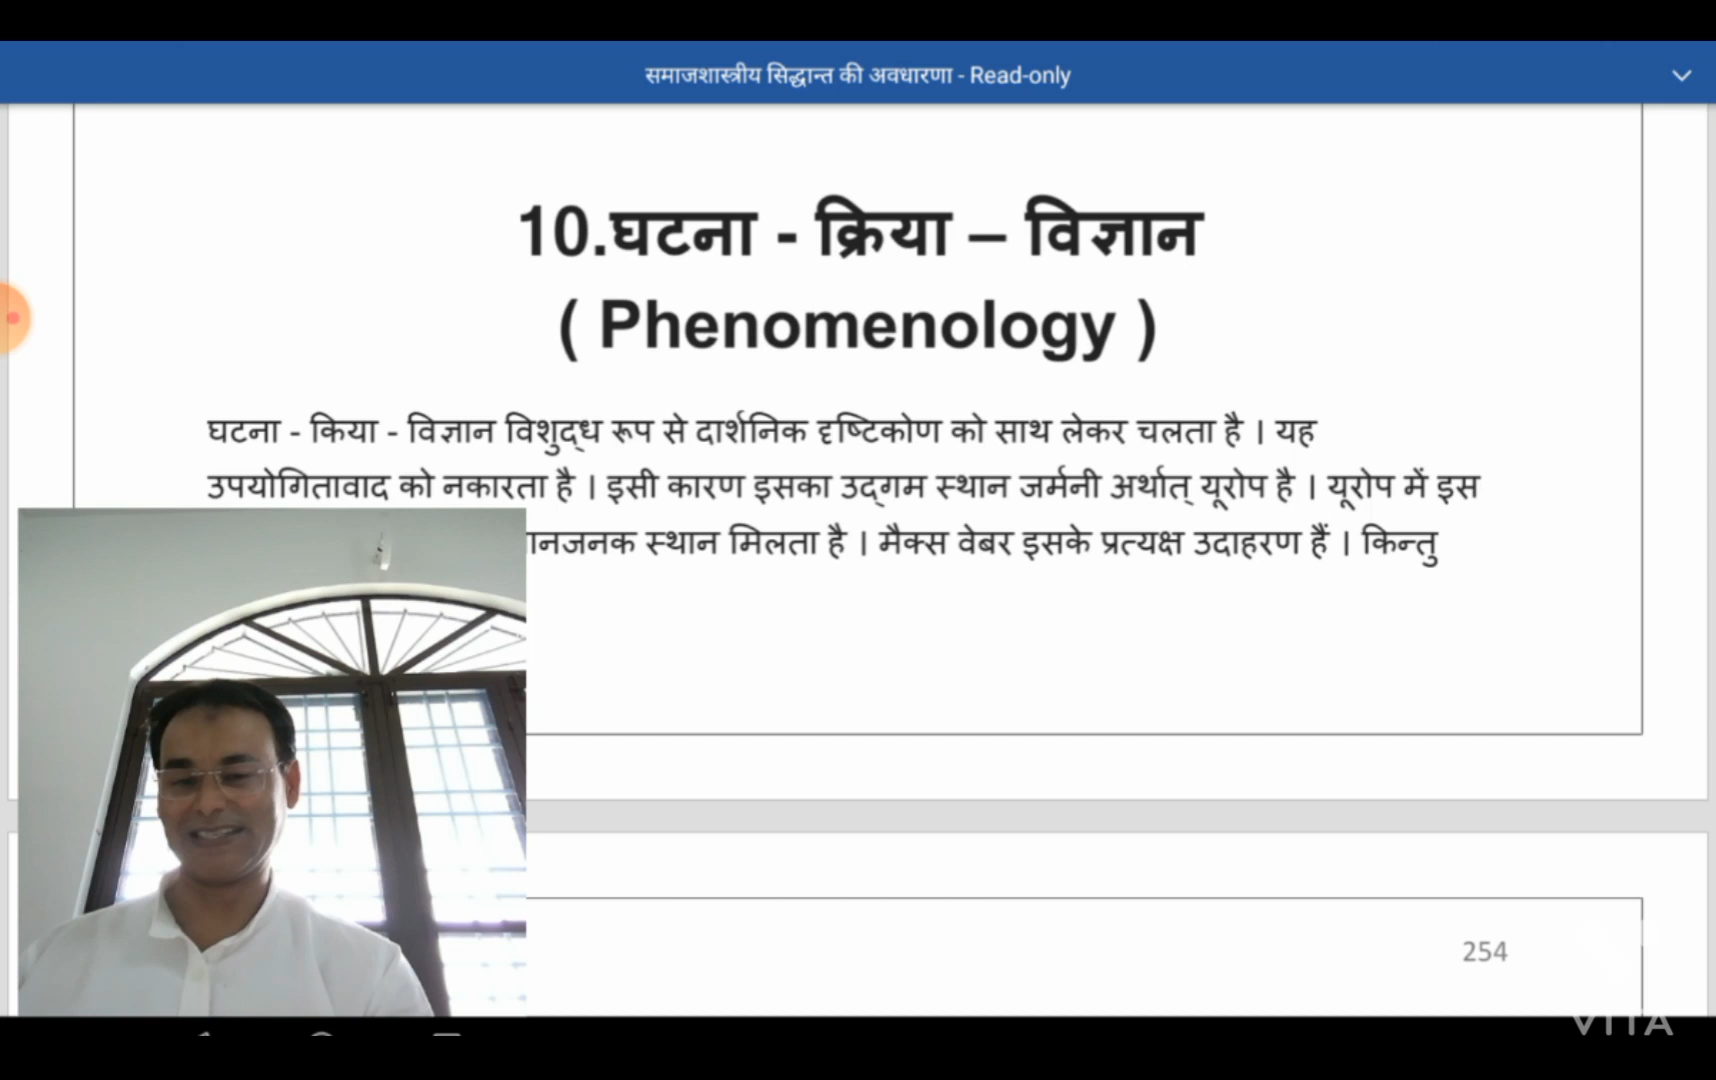 समाजशास्त्रीय सिद्धान्त की अवधारणा - Read-only
10.घटना - क्रिया – विज्ञान
( Phenomenology )
घटना - किया - विज्ञान विशुद्ध रूप से दार्शनिक दृष्टिकोण को साथ लेकर चलता है । यह
उपयोगितावाद को नकारता है । इसी कारण इसका उद्गम स्थान जर्मनी अर्थात् यूरोप है । यूरोप में इस
स्थान मिलता है । मैक्स वेबर इसके प्रत्यक्ष उदाहरण हैं । किन्तु
254
VITA